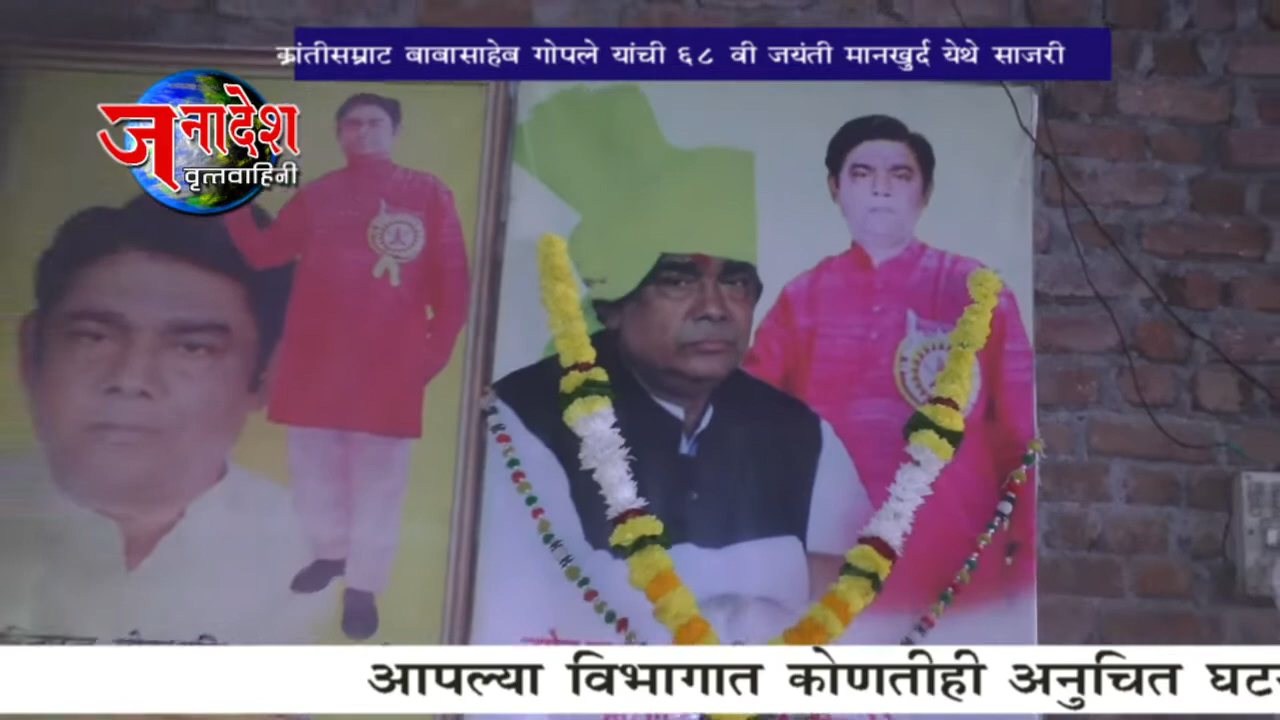 क्रांतीसम्राट बाबासाहेब गोपले यांची ६८ वी जयंती मानखुर्द येथे साजरी
जनादेश
वृत्तवाहिनी
आपल्या विभागात कोणतीही अनुचित